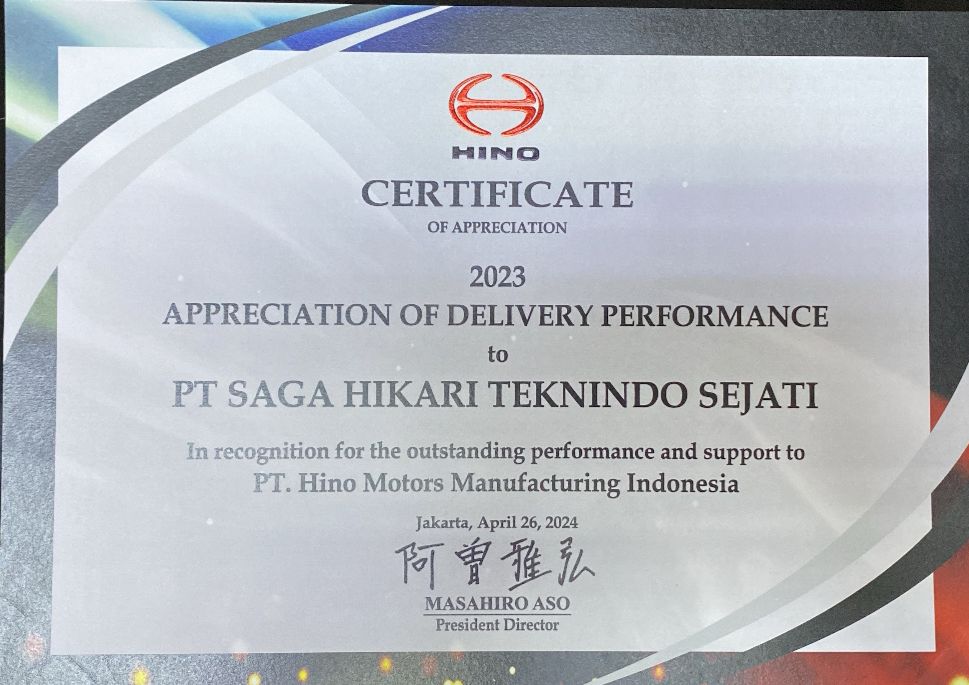 HINO
CERTIFICATE
OF APPRECIATION
2023
APPRECIATION OF DELIVERY PERFORMANCE
to
PT SAGA HIKARI TEKNINDO SEJATI
In recognition for the outstanding performance and support to
PT. Hino Motors Manufacturing Indonesia
Jakarta, April 26, 2024
阿曽雅弘
MASAHIRO ASO
President Director